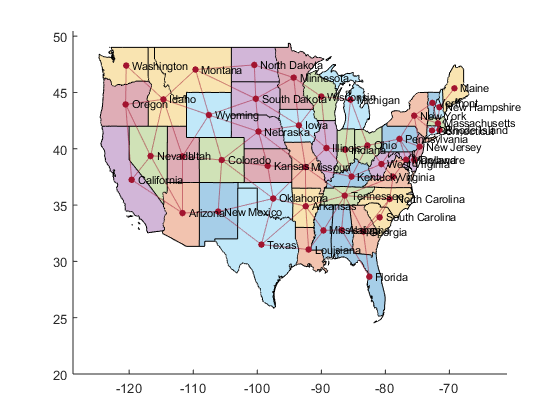 50
45
40
35
30
25
20
-120
-110
-100
-90
-80
-70
Washington
Montana
North Dakota
Minnesota
Maine
Oregon
Idaho
South Dakota
Wisconsin
Michigan
Vermont
New Hampshire
Wyoming
New York
Massachusetts
Nebraska
Iowa
Rhode Island
Pennsylvania
New Jersey
Nevada
Utah
Colorado
Illinois
Indiana
Ohio
Delaware
Kansas
Missouri
West Virginia
California
Kentucky
Virginia
Arizona
New Mexico
Oklahoma
Arkansas
Tennessee
North Carolina
South Carolina
Texas
Louisiana
Mississippi
Alabama
Georgia
Florida